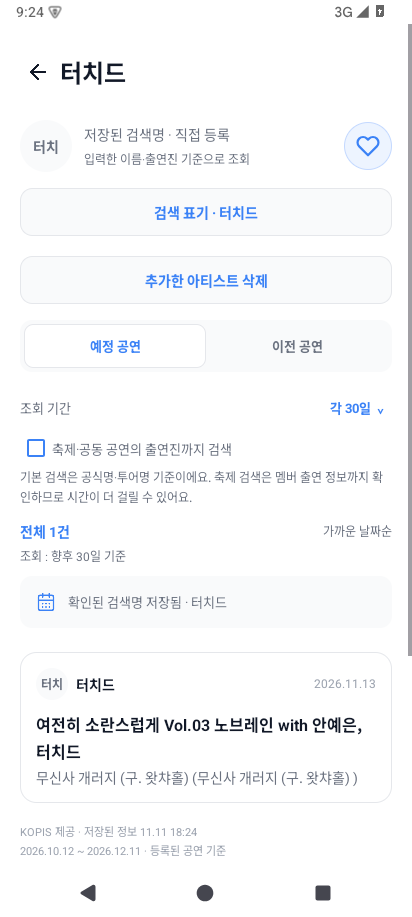 9:24
3G
터치드
터치
저장된 검색명 · 직접 등록
입력한 이름·출연진 기준으로 조회
검색 표기 · 터치드
추가한 아티스트 삭제
예정 공연
이전 공연
조회 기간
각 30일 v
축제·공동 공연의 출연진까지 검색
기본 검색은 공식명·투어명 기준이에요. 축제 검색은 멤버 출연 정보까지 확
인하므로 시간이 더 걸릴 수 있어요.
전체 1건
가까운 날짜순
조회 : 향후 30일 기준
확인된 검색명 저장됨 · 터치드
터치
터치드
2026.11.13
여전히 소란스럽게 Vol.03 노브레인 with 안예은,
터치드
무신사 개러지 (구. 왓챠홀) (무신사 개러지 (구. 왓챠홀) )
KOPIS 제공 · 저장된 정보 11.11 18:24
2026.10.12 ~ 2026.12.11 · 등록된 공연 기준